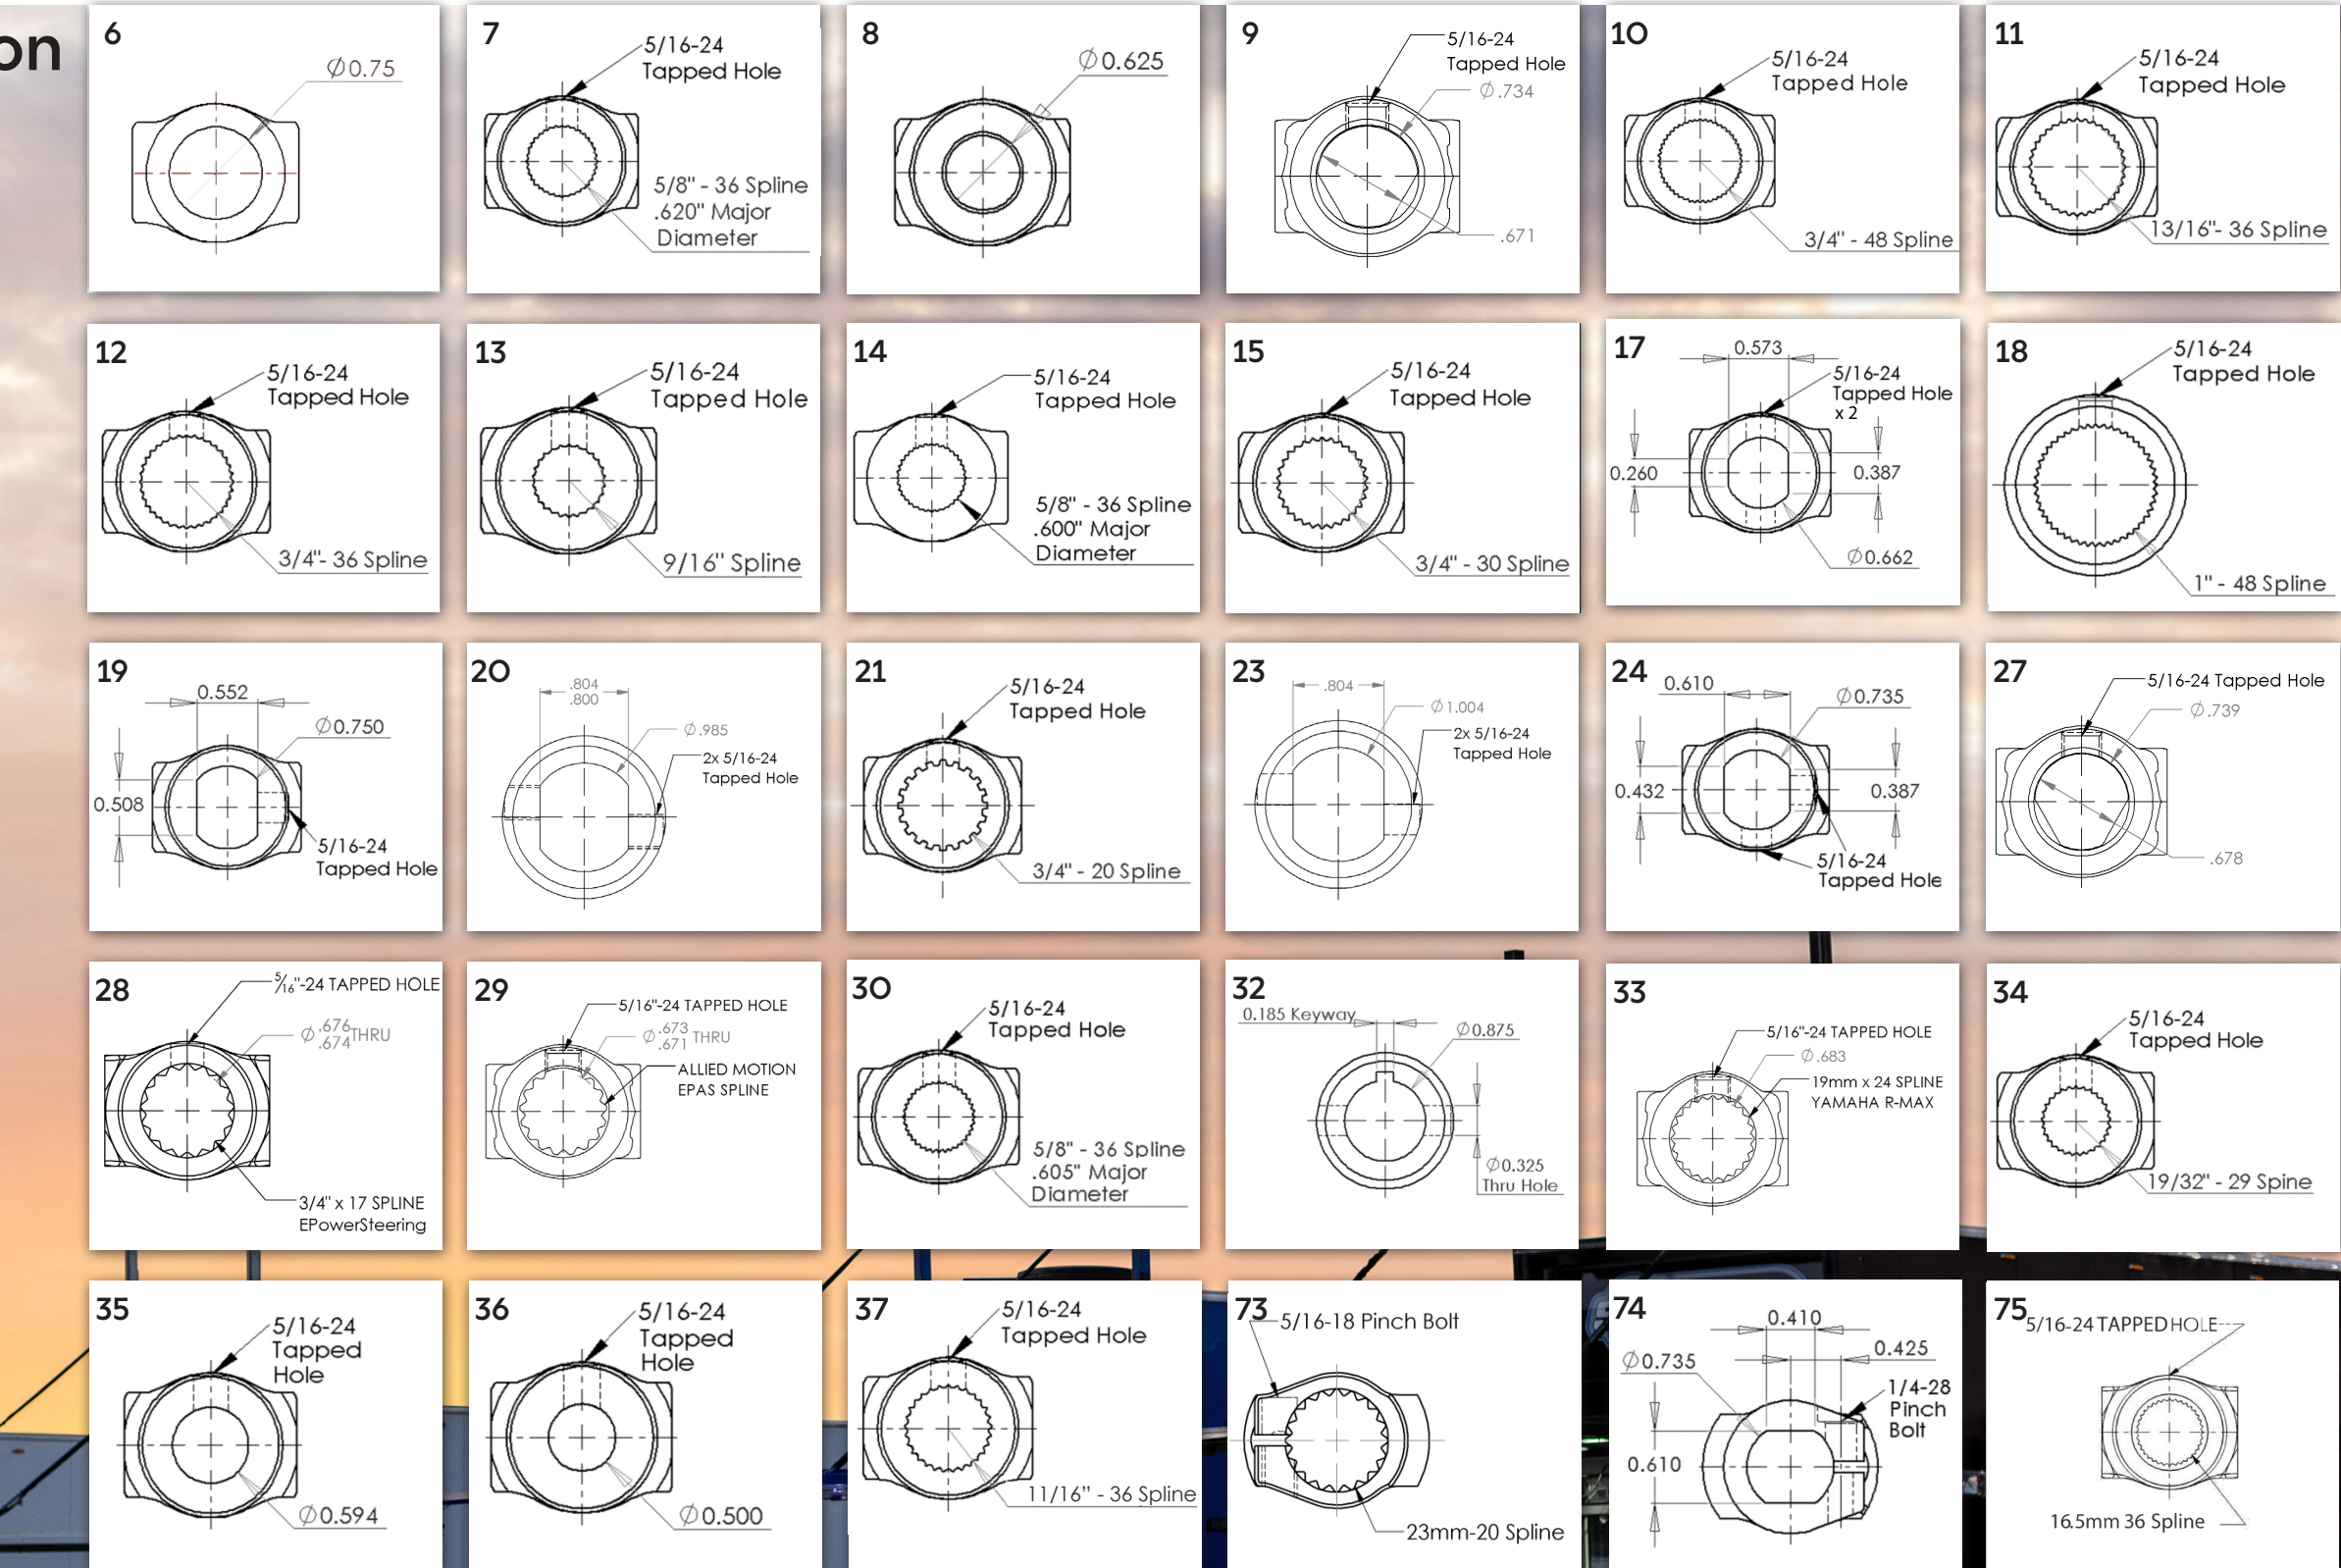 on
6
Ø0.75
7
5/16-24
Tapped Hole
5/8" - 36 Spline
.620" Major
Diameter
8
Ø0.625
9
5/16-24
Tapped Hole
Ø.734
.671
10
5/16-24
Tapped Hole
3/4" - 48 Spline
11
5/16-24
Tapped Hole
13/16"- 36 Spline
12
5/16-24
Tapped Hole
3/4"- 36 Spline
13
5/16-24
Tapped Hole
9/16" Spline
14
5/16-24
Tapped Hole
5/8" - 36 Spline
.600" Major
Diameter
15
5/16-24
Tapped Hole
3/4" - 30 Spline
17
0.573
5/16-24
Tapped Hole
x 2
0.260
0.387
Ø0.662
18
5/16-24
Tapped Hole
1" - 48 Spline
19
0.552
Ø0.750
0.508
5/16-24
Tapped Hole
20
.804
.800
Ø.985
2x 5/16-24
Tapped Hole
21
5/16-24
Tapped Hole
3/4" - 20 Spline
23
.804
Ø1.004
2x 5/16-24
Tapped Hole
24
0.610
Ø0.735
0.432
0.387
5/16-24
Tapped Hole
27
5/16-24 Tapped Hole
Ø.739
.678
28
5/16"-24 TAPPED HOLE
Ø .676 THRU
.674
3/4" x 17 SPLINE
EPowerSteering
29
5/16"-24 TAPPED HOLE
Ø .673 THRU
.671
ALLIED MOTION
EPAS SPLINE
30
5/16-24
Tapped Hole
5/8" - 36 Spline
.605" Major
Diameter
32
0.185 Keyway
Ø0.875
Ø0.325
Thru Hole
33
5/16"-24 TAPPED HOLE
Ø.683
19mm x 24 SPLINE
YAMAHA R-MAX
34
5/16-24
Tapped Hole
19/32" - 29 Spine
35
5/16-24
Tapped
Hole
Ø0.594
36
5/16-24
Tapped
Hole
Ø0.500
37
5/16-24
Tapped Hole
11/16" - 36 Spline
73
5/16-18 Pinch Bolt
23mm-20 Spline
74
0.410
0.425
Ø0.735
1/4-28
Pinch
Bolt
0.610
75
5/16-24 TAPPED HOLE
16.5mm 36 Spline